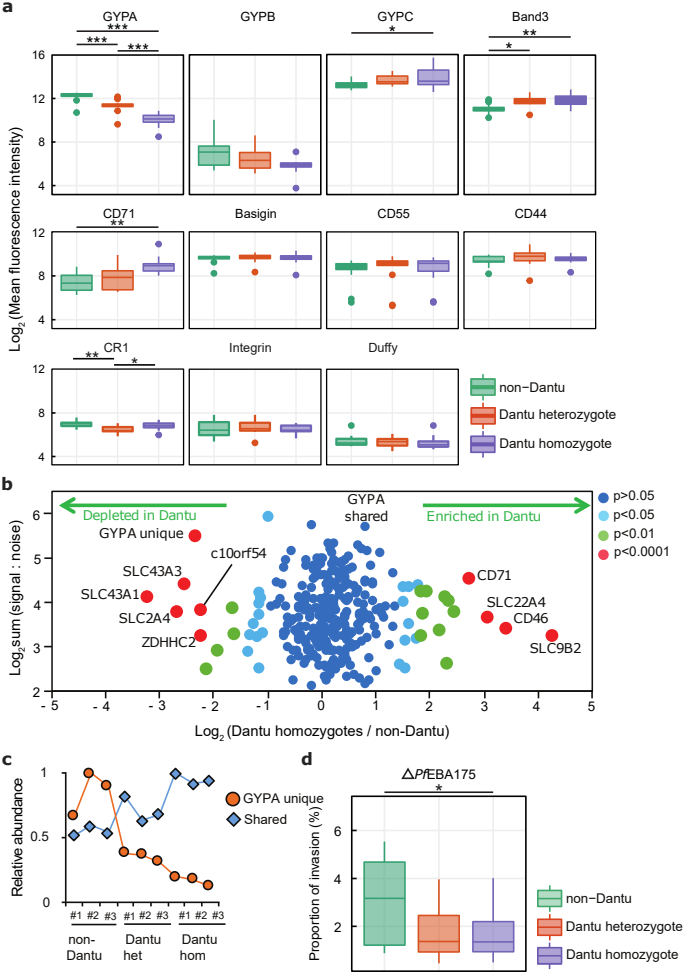 a
GYPA
GYPB
GYPC
Band3
***
***
***
*
**
*
16
12
8
4
Log2 (Mean fluorescence intensity)
CD71
Basigin
CD55
CD44
**
12
8
4
CR1
Integrin
Duffy
**
*
12
8
4
non−Dantu
Dantu heterozygote
Dantu homozygote
b
Depleted in Dantu
GYPA
shared
Enriched in Dantu
p>0.05
p<0.05
p<0.01
p<0.0001
GYPA unique
c10orf54
SLC43A3
SLC43A1
SLC2A4
ZDHHC2
CD71
SLC22A4
CD46
SLC9B2
6
5
4
3
2
Log2sum (signal : noise)
- 5
- 4
- 3
- 2
- 1
0
1
2
3
4
5
Log2 (Dantu homozygotes / non-Dantu)
c
1
0.5
0
Relative abundance
GYPA unique
Shared
#1 #2 #3 #1 #2 #3 #1 #2 #3
non-
Dantu
Dantu
het
Dantu
hom
d
△PfEBA175
*
6
4
2
Proportion of invasion (%)
non−Dantu
Dantu heterozygote
Dantu homozygote